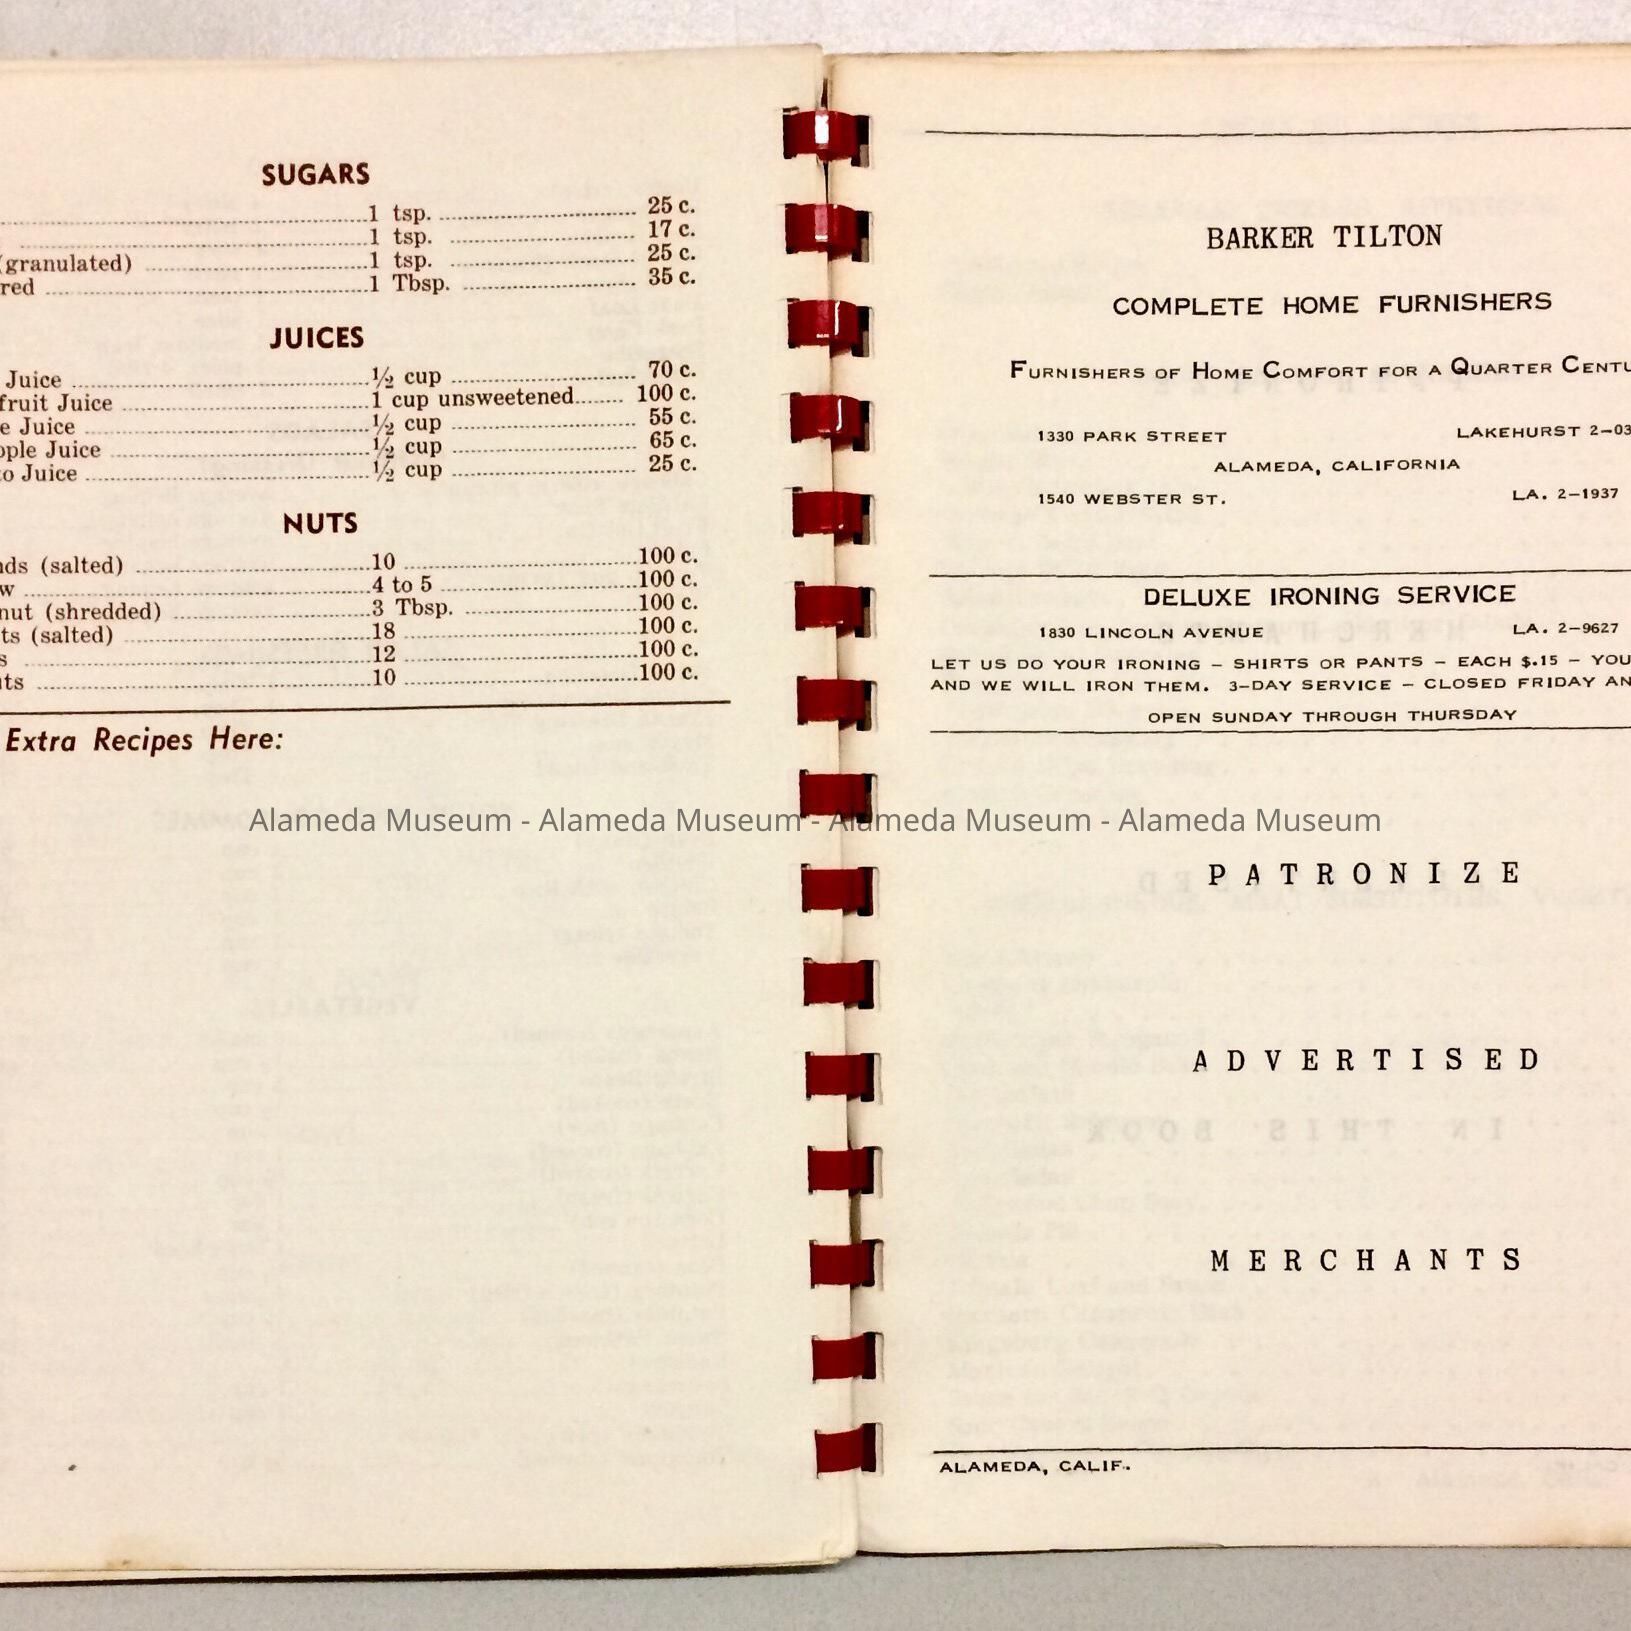 SUGARS
1 tsp. 25 c.
1 tsp. 17 c.
(granulated) 1 tsp. 25 c.
red 1 Tbsp. 35 c.
JUICES
Juice ½ cup 70 c.
fruit Juice 1 cup unsweetened 100 c.
e Juice ½ cup 55 c.
pple Juice ½ cup 65 c.
o Juice ½ cup 25 c.
NUTS
nds (salted) 10 100 c.
w 4 to 5 100 c.
nut (shredded) 3 Tbsp. 100 c.
ts (salted) 18 100 c.
s 12 100 c.
ts 10 100 c.
Extra Recipes Here:
BARKER TILTON
COMPLETE HOME FURNISHERS
FURNISHERS OF HOME COMFORT FOR A QUARTER CENTU
1330 PARK STREET LAKEHURST 2-03
ALAMEDA, CALIFORNIA
1540 WEBSTER ST. LA. 2-1937
DELUXE IRONING SERVICE
1830 LINCOLN AVENUE LA. 2-9627
LET US DO YOUR IRONING - SHIRTS OR PANTS - EACH $.15 - YOU
AND WE WILL IRON THEM. 3-DAY SERVICE - CLOSED FRIDAY AN
OPEN SUNDAY THROUGH THURSDAY
Alameda Museum - Alameda Museum - Alameda Museum - Alameda Museum
PATRONIZE
ADVERTISED
MERCHANTS
ALAMEDA, CALIF.